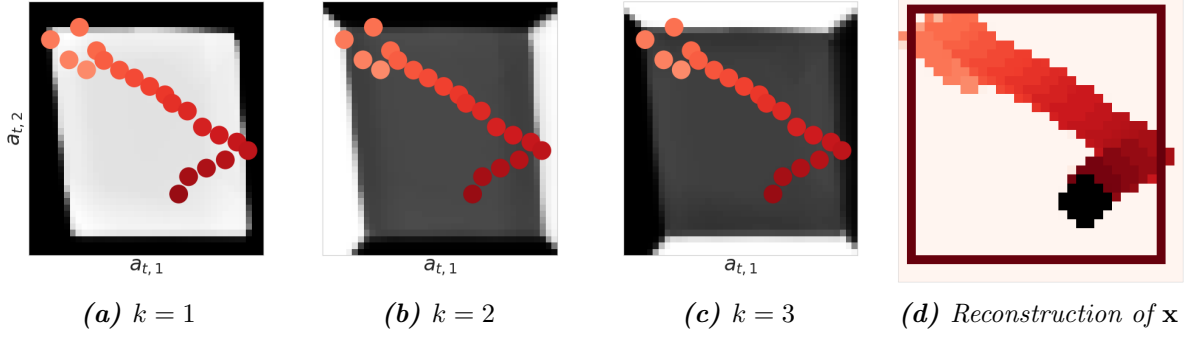 a_{t,2}
a_{t,1} a_{t,1} a_{t,1}
(a) k = 1 (b) k = 2 (c) k = 3 (d) Reconstruction of x